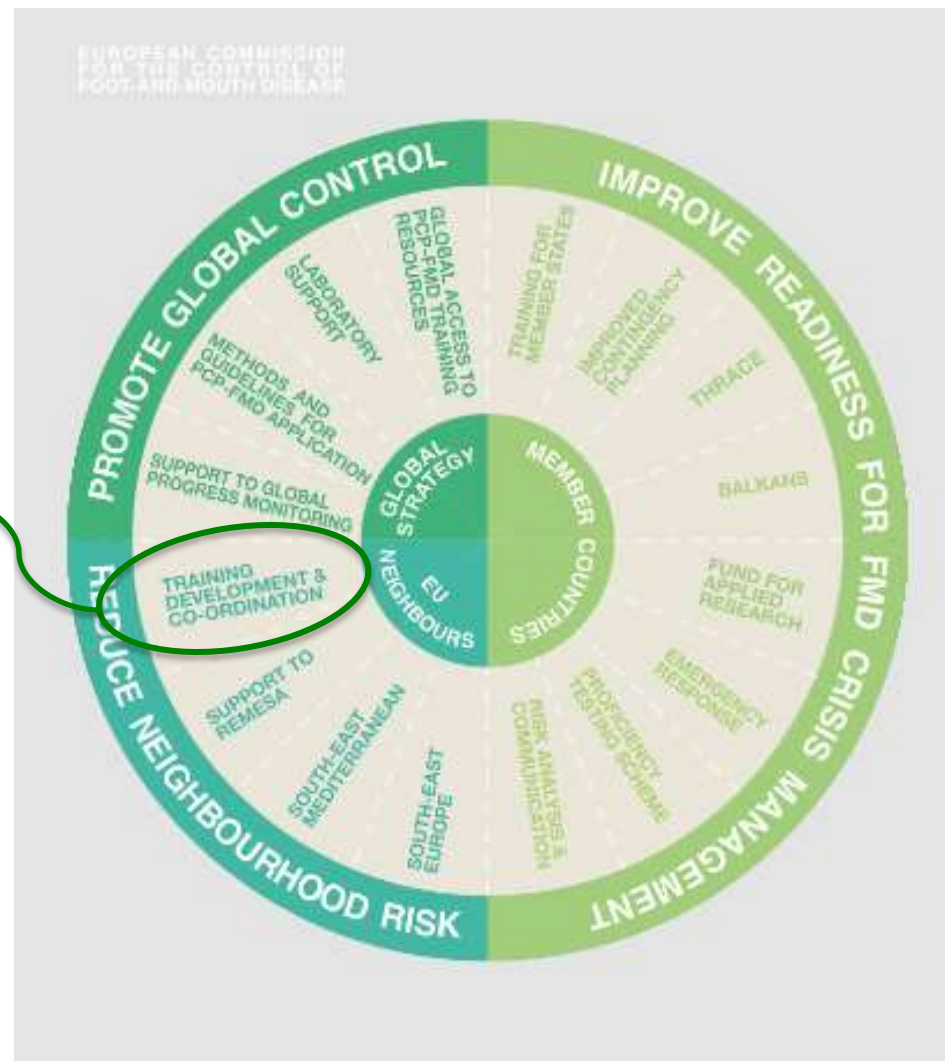 EUROPEAN COMMISSION
FOR THE CONTROL OF
FOOT-AND-MOUTH DISEASE
PROMOTE GLOBAL CONTROL
IMPROVE READINESS FOR FMD CRISIS MANAGEMENT
REDUCE NEIGHBOURHOOD RISK
GLOBAL
STRATEGY
MEMBER COUNTRIES
EU
NEIGHBOURS
GLOBAL ACCESS TO
PCP-FMD TRAINING
RESOURCES
LABORATORY
SUPPORT
METHODS AND
GUIDELINES FOR
PCP-FMD APPLICATION
SUPPORT TO GLOBAL
PROGRESS MONITORING
TRAINING FOR
MEMBER STATES
IMPROVED
CONTINGENCY
PLANNING
THRACE
BALKANS
FUND FOR
APPLIED
RESEARCH
EMERGENCY
RESPONSE
PROFICIENCY
TESTING SCHEME
RISK ANALYSIS &
COMMUNICATION
TRAINING
DEVELOPMENT &
CO-ORDINATION
SUPPORT TO
REMESA
SOUTH-EAST
MEDITERRANEAN
SOUTH-EAST
EUROPE